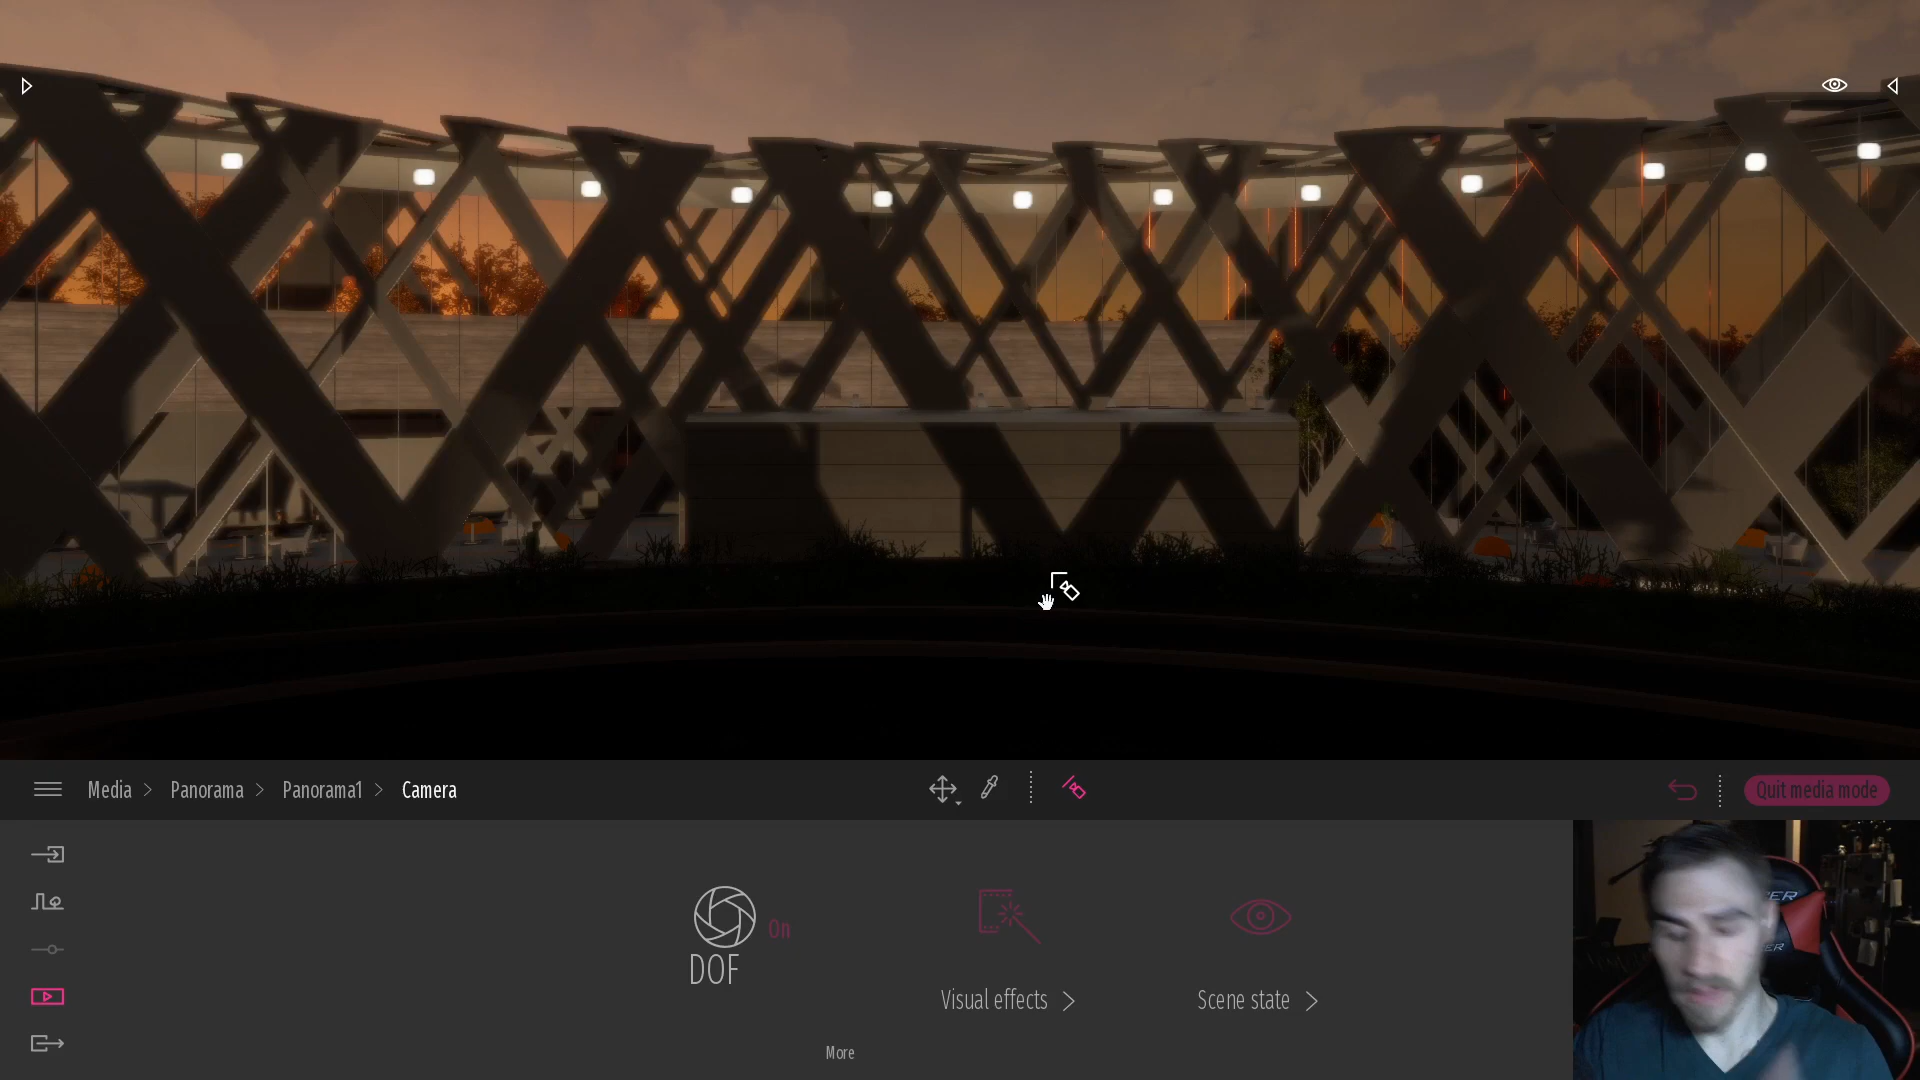 Media > Panorama > Panorama1 > Camera
Quit media mode
On
DOF
Visual effects >
Scene state >
More